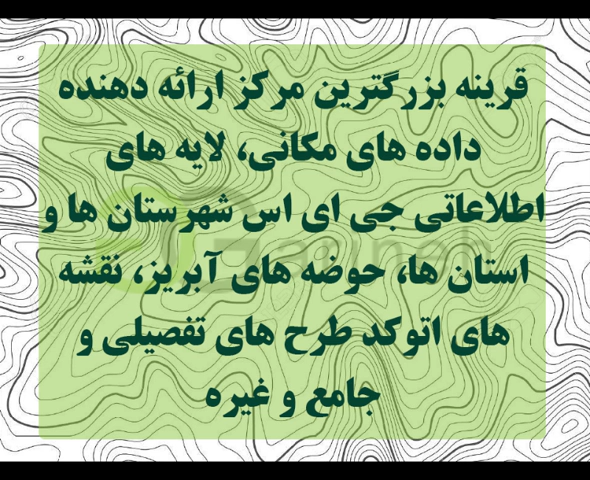 قرینه بزرگترین مرکز ارائه دهنده
داده های مکانی، لایه های
اطلاعاتی جی ای اس شهرستان ها و
استان ها، حوضه های آبریز، نقشه
های اتوکد طرح های تفصیلی و
جامع و غیره